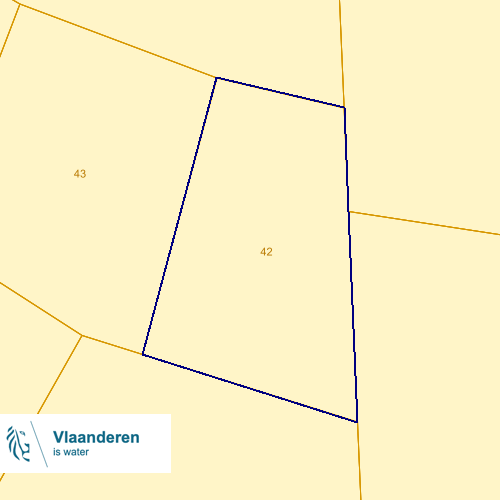 43
42
Vlaanderen
is water